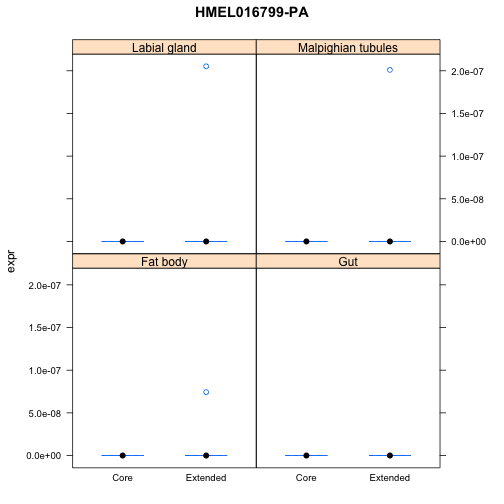 HMEL016799-PA
Labial gland
Malpighian tubules
2.0e-07
1.5e-07
1.0e-07
5.0e-08
0.0e+00
expr
Fat body
Gut
2.0e-07
1.5e-07
1.0e-07
5.0e-08
0.0e+00
Core
Extended
Core
Extended